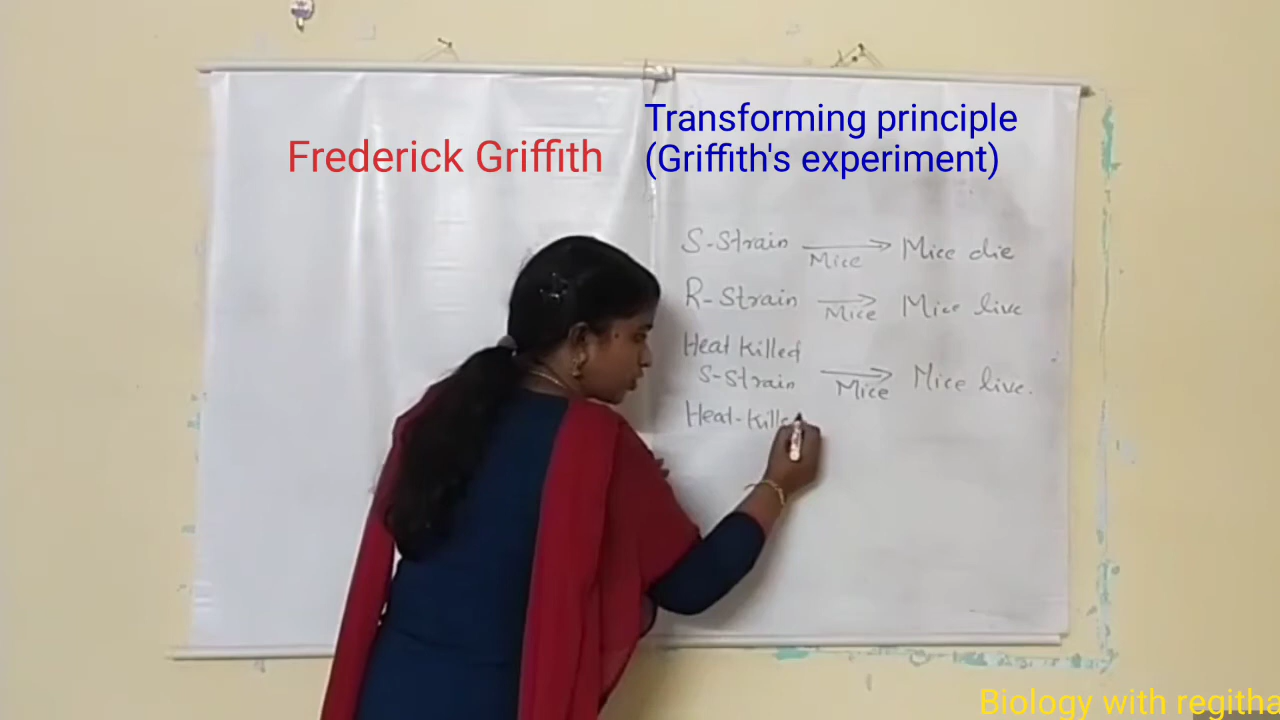 Frederick Griffith
Transforming principle
(Griffith's experiment)
S-Strain Mice Mice die
R-Strain Mice Mice live
Heat killed
S-Strain Mice Mice live.
Heat-kille
Biology with regitha